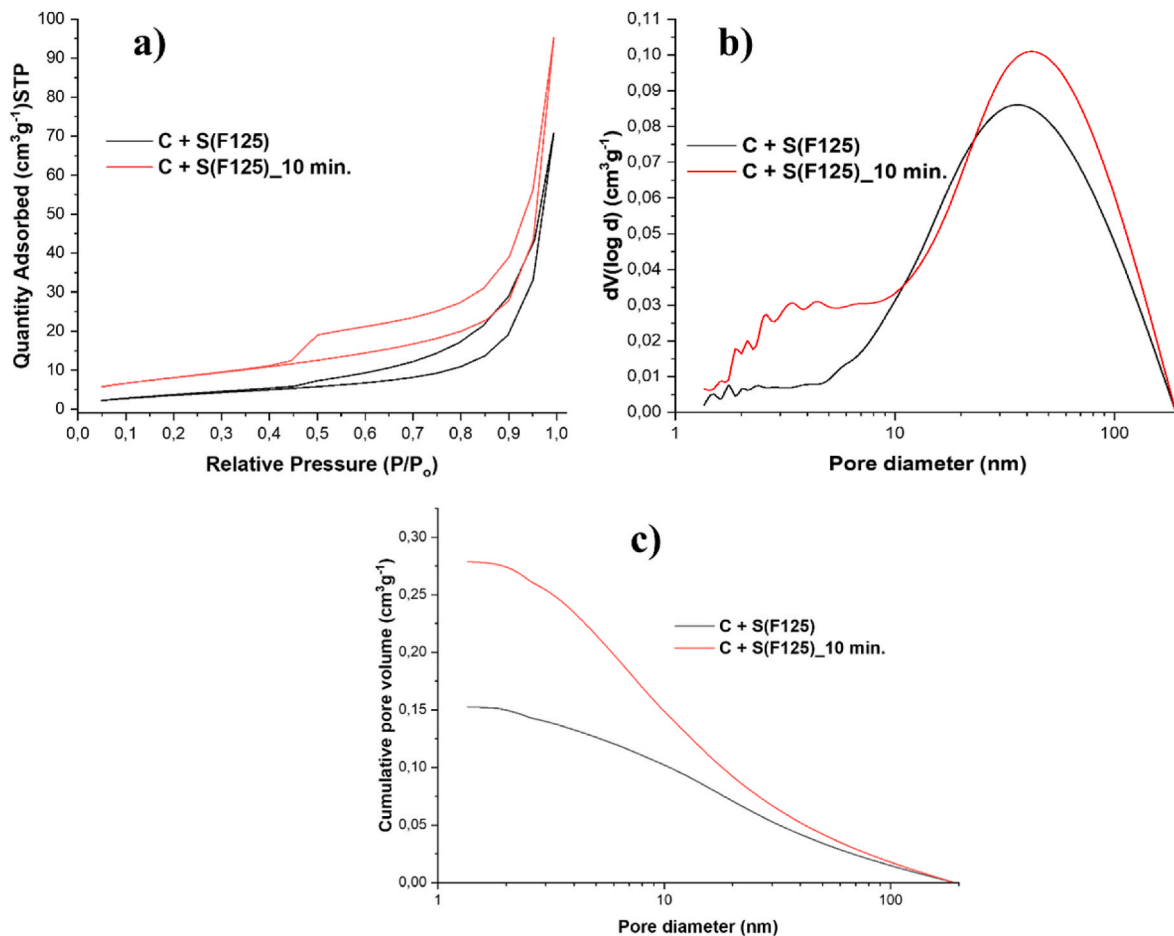 a)
100
90
80
70
60
50
40
30
20
10
0
Quantity Adsorbed (cm³g⁻¹)STP
C + S(F125)
C + S(F125)_10 min.
0,0 0,1 0,2 0,3 0,4 0,5 0,6 0,7 0,8 0,9 1,0
Relative Pressure (P/Pₒ)
b)
0,11
0,10
0,09
0,08
0,07
0,06
0,05
0,04
0,03
0,02
0,01
0,00
dV(log d) (cm³g⁻¹)
C + S(F125)
C + S(F125)_10 min.
1 10 100
Pore diameter (nm)
c)
0,30
0,25
0,20
0,15
0,10
0,05
0,00
Cumulative pore volume (cm³g⁻¹)
C + S(F125)
C + S(F125)_10 min.
1 10 100
Pore diameter (nm)